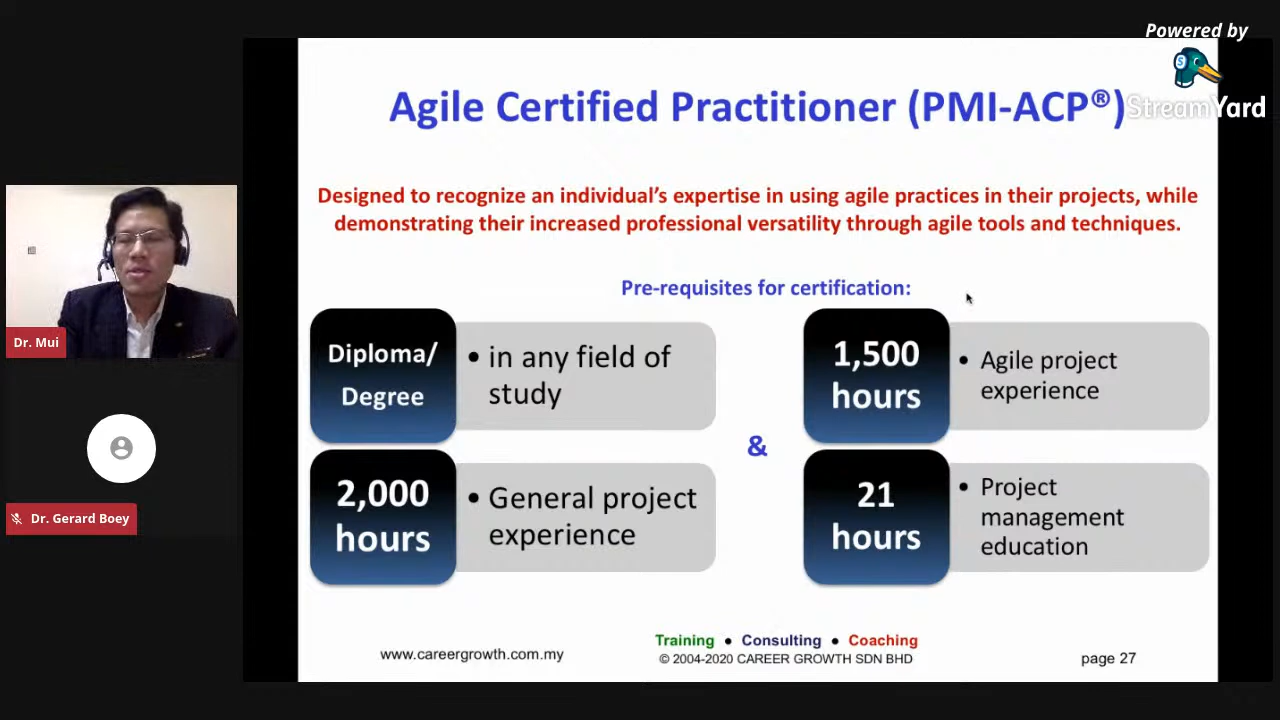 Powered by
StreamYard
Agile Certified Practitioner (PMI-ACP®)
Designed to recognize an individual's expertise in using agile practices in their projects, while
demonstrating their increased professional versatility through agile tools and techniques.
Pre-requisites for certification:
Diploma/
Degree
• in any field of
study
2,000
hours
• General project
experience
&
1,500
hours
• Agile project
experience
21
hours
• Project
management
education
Dr. Mui
Dr. Gerard Boey
www.careergrowth.com.my
Training • Consulting • Coaching
© 2004-2020 CAREER GROWTH SDN BHD
page 27